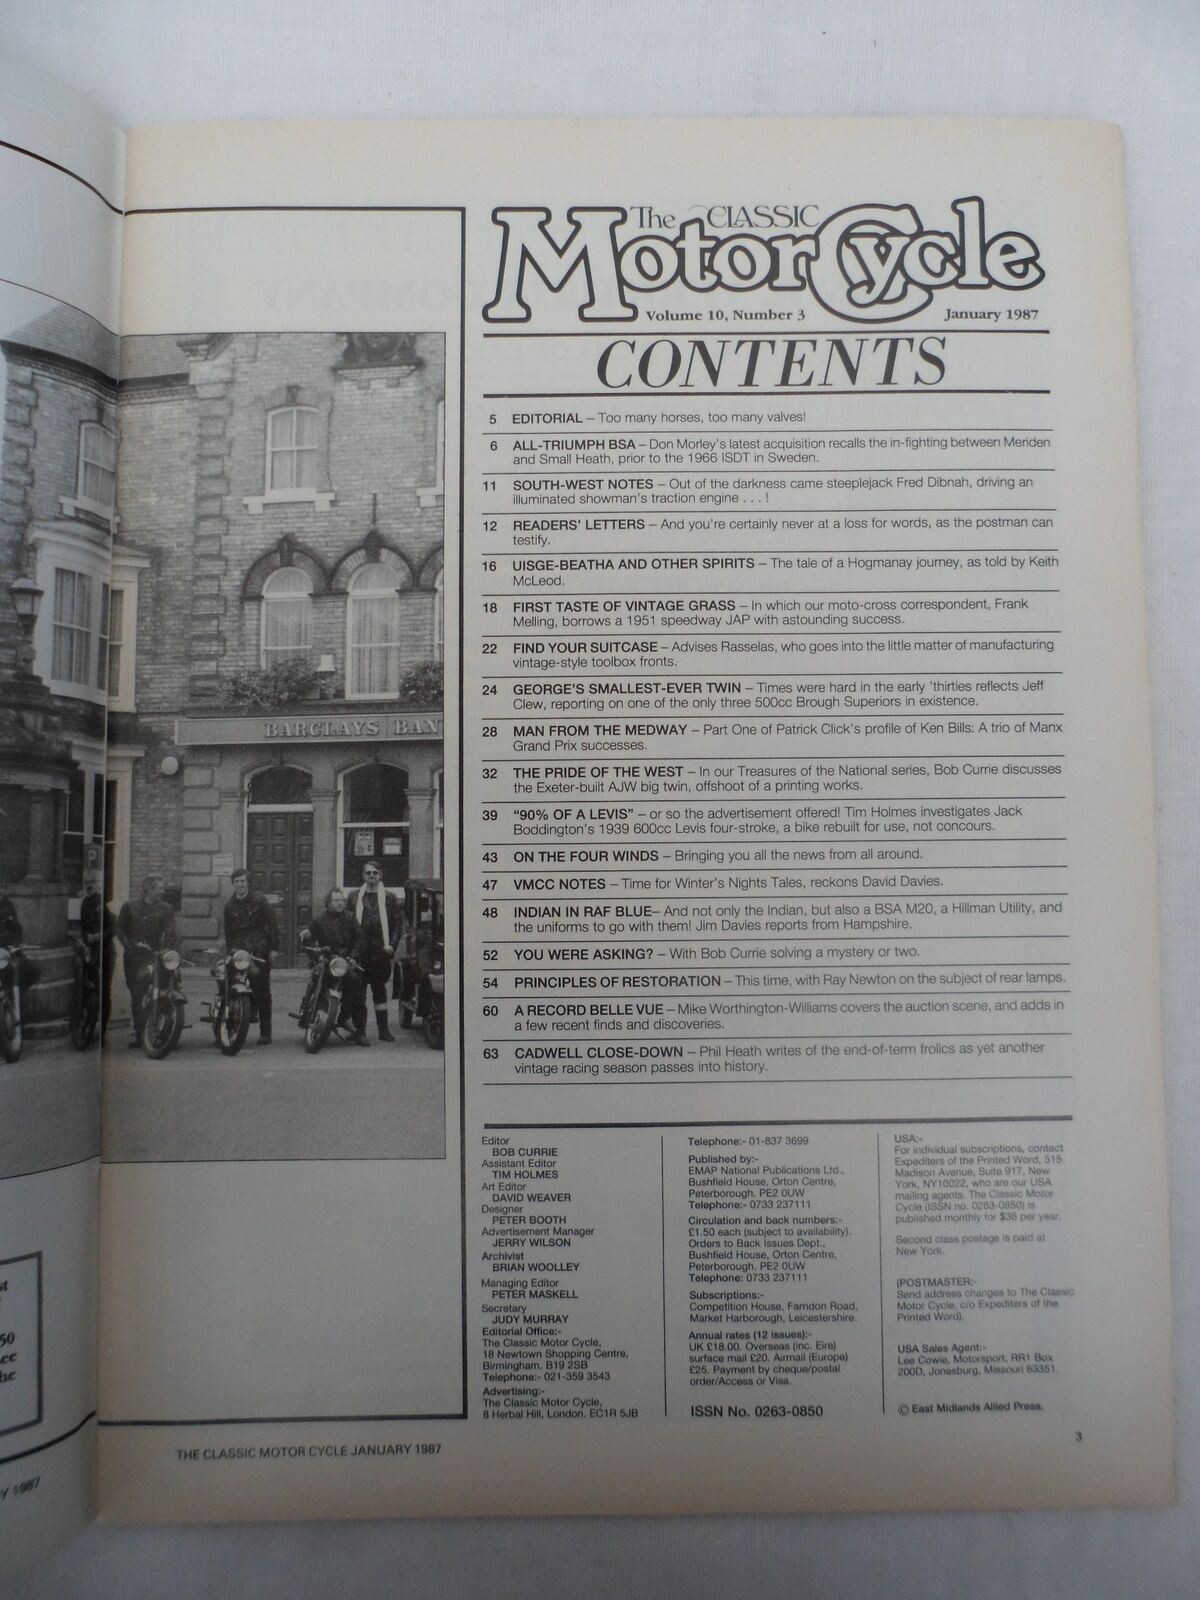 The CLASSIC
MotorCycle
Volume 10, Number 3 January 1987
CONTENTS
5 EDITORIAL – Too many horses, too many valves!
6 ALL-TRIUMPH BSA – Don Morley's latest acquisition recalls the in-fighting between Meriden
and Small Heath, prior to the 1966 ISDT in Sweden.
11 SOUTH-WEST NOTES – Out of the darkness came steeplejack Fred Dibnah, driving an
illuminated showman's traction engine . . . !
12 READERS' LETTERS – And you're certainly never at a loss for words, as the postman can
testify.
16 UISGE-BEATHA AND OTHER SPIRITS – The tale of a Hogmanay journey, as told by Keith
McLeod.
18 FIRST TASTE OF VINTAGE GRASS – In which our moto-cross correspondent, Frank
Melling, borrows a 1951 speedway JAP with astounding success.
22 FIND YOUR SUITCASE – Advises Rasselas, who goes into the little matter of manufacturing
vintage-style toolbox fronts.
24 GEORGE'S SMALLEST-EVER TWIN – Times were hard in the early 'thirties reflects Jeff
Clew, reporting on one of the only three 500cc Brough Superiors in existence.
28 MAN FROM THE MEDWAY – Part One of Patrick Click's profile of Ken Bills: A trio of Manx
Grand Prix successes.
32 THE PRIDE OF THE WEST – In our Treasures of the National series, Bob Currie discusses
the Exeter-built AJW big twin, offshoot of a printing works.
39 "90% OF A LEVIS" – or so the advertisement offered! Tim Holmes investigates Jack
Boddington's 1939 600cc Levis four-stroke, a bike rebuilt for use, not concours.
43 ON THE FOUR WINDS – Bringing you all the news from all around.
47 VMCC NOTES – Time for Winter's Nights Tales, reckons David Davies.
48 INDIAN IN RAF BLUE– And not only the Indian, but also a BSA M20, a Hillman Utility, and
the uniforms to go with them! Jim Davies reports from Hampshire.
52 YOU WERE ASKING? – With Bob Currie solving a mystery or two.
54 PRINCIPLES OF RESTORATION – This time, with Ray Newton on the subject of rear lamps.
60 A RECORD BELLE VUE – Mike Worthington-Williams covers the auction scene, and adds in
a few recent finds and discoveries.
63 CADWELL CLOSE-DOWN – Phil Heath writes of the end-of-term frolics as yet another
vintage racing season passes into history.
BARCLAYS BAN
Editor
BOB CURRIE
Assistant Editor
TIM HOLMES
Art Editor
DAVID WEAVER
Designer
PETER BOOTH
Advertisement Manager
JERRY WILSON
Archivist
BRIAN WOOLLEY
Managing Editor
PETER MASKELL
Secretary
JUDY MURRAY
Editorial Office:-
The Classic Motor Cycle,
18 Newtown Shopping Centre,
Birmingham. B19 2SB
Telephone:- 021-359 3543
Advertising:-
The Classic Motor Cycle,
8 Herbal Hill, London. EC1R 5JB
Telephone:- 01-837 3699
Published by:-
EMAP National Publications Ltd.,
Bushfield House, Orton Centre,
Peterborough. PE2 0UW
Telephone:- 0733 237111
Circulation and back numbers:-
£1.50 each (subject to availability).
Orders to Back Issues Dept.,
Bushfield House, Orton Centre,
Peterborough. PE2 0UW
Telephone: 0733 237111
Subscriptions:-
Competition House, Farndon Road,
Market Harborough, Leicestershire.
Annual rates (12 issues):-
UK £18.00. Overseas (inc. Eire)
surface mail £20. Airmail (Europe)
£25. Payment by cheque/postal
order/Access or Visa.
ISSN No. 0263-0850
USA:-
For individual subscriptions, contact
Expediters of the Printed Word, 515
Madison Avenue, Suite 917, New
York, NY10022, who are our USA
mailing agents. The Classic Motor
Cycle (ISSN no. 0263-0850) is
published monthly for $36 per year.
Second class postage is paid at
New York.
(POSTMASTER:-
Send address changes to The Classic
Motor Cycle, c/o Expediters of the
Printed Word).
USA Sales Agent:-
Lee Cowie, Motorsport, RR1 Box
200D, Jonesburg, Missouri 63351.
© East Midlands Allied Press.
THE CLASSIC MOTOR CYCLE JANUARY 1987
3
st
50
he
1987